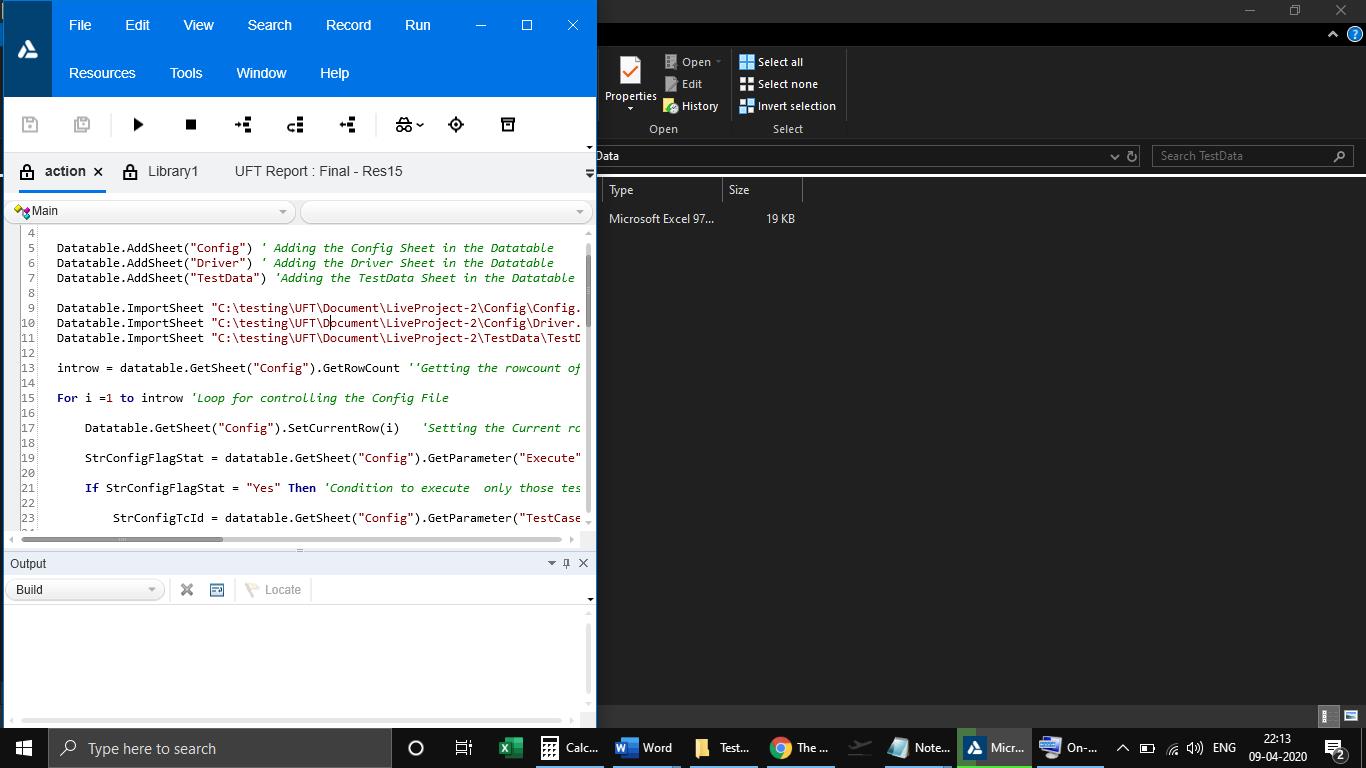 File Edit View Search Record Run
Resources Tools Window Help
action Library1 UFT Report : Final - Res15
Main
4
5 Datatable.AddSheet("Config") ' Adding the Config Sheet in the Datatable
6 Datatable.AddSheet("Driver") ' Adding the Driver Sheet in the Datatable
7 Datatable.AddSheet("TestData") 'Adding the TestData Sheet in the Datatable
8
9 Datatable.ImportSheet "C:\testing\UFT\Document\LiveProject-2\Config\Config.
10 Datatable.ImportSheet "C:\testing\UFT\Document\LiveProject-2\Config\Driver.
11 Datatable.ImportSheet "C:\testing\UFT\Document\LiveProject-2\TestData\TestD
12
13 introw = datatable.GetSheet("Config").GetRowCount ''Getting the rowcount of
14
15 For i =1 to introw 'Loop for controlling the Config File
16
17 Datatable.GetSheet("Config").SetCurrentRow(i) 'Setting the Current ro
18
19 StrConfigFlagStat = datatable.GetSheet("Config").GetParameter("Execute"
20
21 If StrConfigFlagStat = "Yes" Then 'Condition to execute only those tes
22
23 StrConfigTcId = datatable.GetSheet("Config").GetParameter("TestCase
Output
Build Locate
Properties
Open
Edit
History
Open
Select all
Select none
Invert selection
Select
Data
Search TestData
Type Size
Microsoft Excel 97... 19 KB
Type here to search
Calc...
Word
Test...
The ...
Note...
Micr...
On-...
ENG
22:13
09-04-2020
2